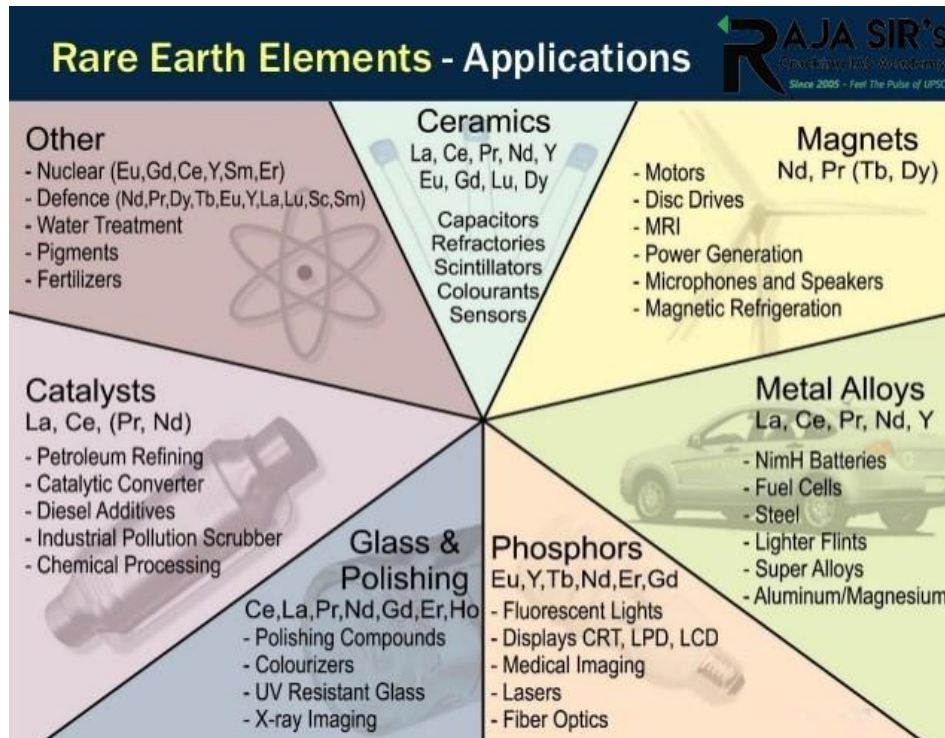 Rare Earth Elements - Applications
RAJA SIR's
Cracking IAS Academy
Since 2005 - Feel The Pulse of UPSC
Other
- Nuclear (Eu,Gd,Ce,Y,Sm,Er)
- Defence (Nd,Pr,Dy,Tb,Eu,Y,La,Lu,Sc,Sm)
- Water Treatment
- Pigments
- Fertilizers
Ceramics
La, Ce, Pr, Nd, Y
Eu, Gd, Lu, Dy
Capacitors
Refractories
Scintillators
Colourants
Sensors
Magnets
Nd, Pr (Tb, Dy)
- Motors
- Disc Drives
- MRI
- Power Generation
- Microphones and Speakers
- Magnetic Refrigeration
Catalysts
La, Ce, (Pr, Nd)
- Petroleum Refining
- Catalytic Converter
- Diesel Additives
- Industrial Pollution Scrubber
- Chemical Processing
Metal Alloys
La, Ce, Pr, Nd, Y
- NimH Batteries
- Fuel Cells
- Steel
- Lighter Flints
- Super Alloys
- Aluminum/Magnesium
Glass &
Polishing
Ce,La,Pr,Nd,Gd,Er,Ho
- Polishing Compounds
- Colourizers
- UV Resistant Glass
- X-ray Imaging
Phosphors
Eu,Y,Tb,Nd,Er,Gd
- Fluorescent Lights
- Displays CRT, LPD, LCD
- Medical Imaging
- Lasers
- Fiber Optics